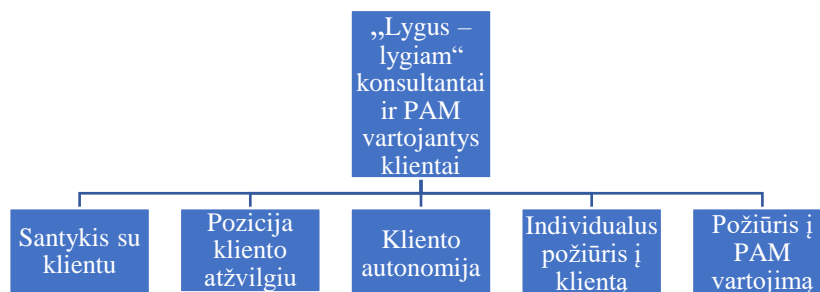 „Lygus –
lygiam“
konsultantai
ir PAM
vartojantys
klientai
Santykis su
klientu
Pozicija
kliento
atžvilgiu
Kliento
autonomija
Individualus
požiūris į
klientą
Požiūris į
PAM
vartojimą